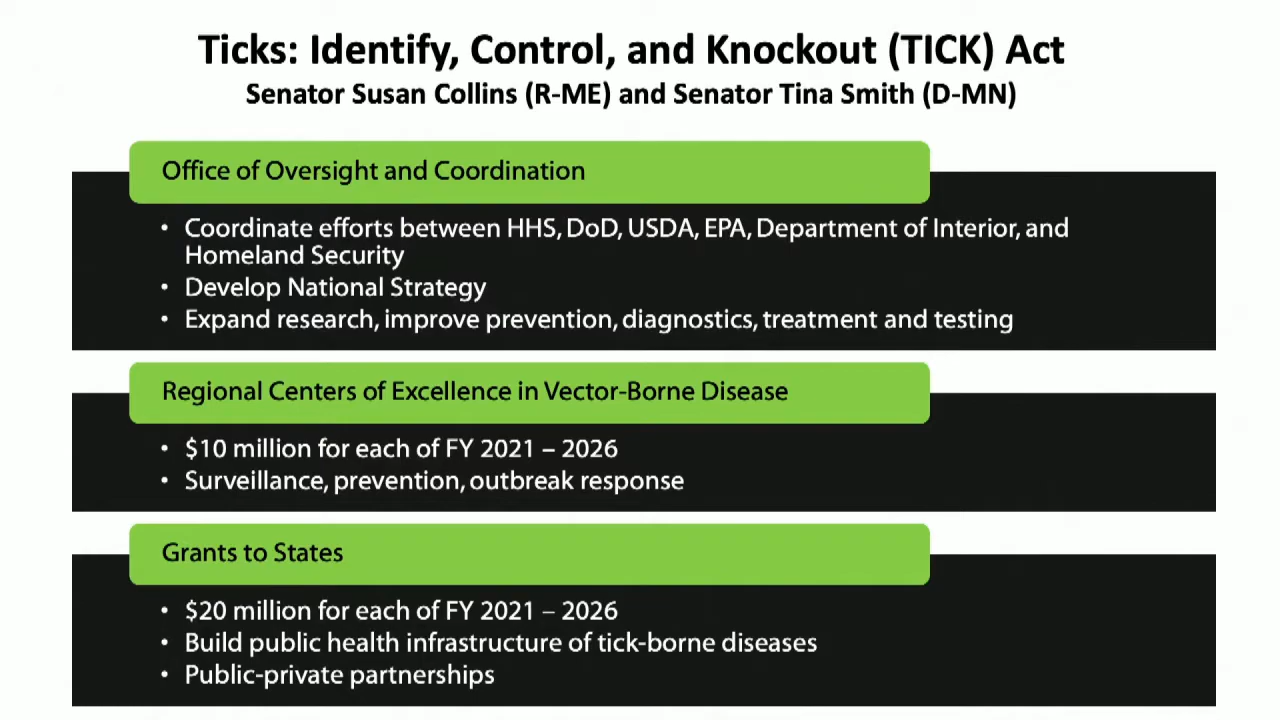 Ticks: Identify, Control, and Knockout (TICK) Act
Senator Susan Collins (R-ME) and Senator Tina Smith (D-MN)
Office of Oversight and Coordination
• Coordinate efforts between HHS, DoD, USDA, EPA, Department of Interior, and
Homeland Security
• Develop National Strategy
• Expand research, improve prevention, diagnostics, treatment and testing
Regional Centers of Excellence in Vector-Borne Disease
• $10 million for each of FY 2021 – 2026
• Surveillance, prevention, outbreak response
Grants to States
• $20 million for each of FY 2021 – 2026
• Build public health infrastructure of tick-borne diseases
• Public-private partnerships